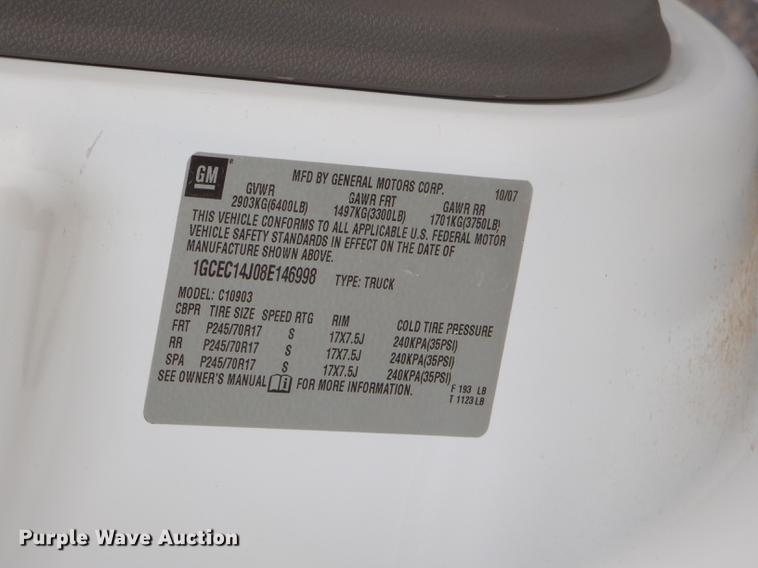 GM
MFD BY GENERAL MOTORS CORP. 10/07
GVWR GAWR FRT GAWR RR
2903KG(6400LB) 1497KG(3300LB) 1701KG(3750LB)
THIS VEHICLE CONFORMS TO ALL APPLICABLE U.S. FEDERAL MOTOR
VEHICLE SAFETY STANDARDS IN EFFECT ON THE DATE OF
MANUFACTURE SHOWN ABOVE.
1GCEC14J08E146998 TYPE: TRUCK
MODEL: C10903
CBPR TIRE SIZE SPEED RTG RIM COLD TIRE PRESSURE
FRT P245/70R17 S 17X7.5J 240KPA(35PSI)
RR P245/70R17 S 17X7.5J 240KPA(35PSI)
SPA P245/70R17 S 17X7.5J 240KPA(35PSI)
SEE OWNER'S MANUAL FOR MORE INFORMATION. F 193 LB
T 1123 LB
Purple Wave Auction